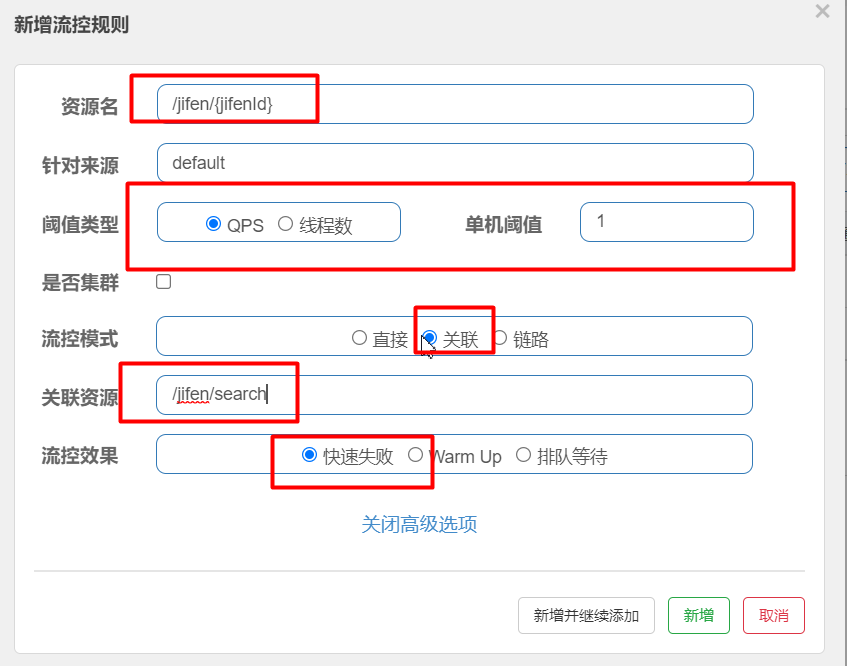 新增流控规则
×
资源名 /jifen/{jifenId}
针对来源 default
阈值类型 QPS 线程数 单机阈值 1
是否集群
流控模式 直接 关联 链路
关联资源 /jifen/search
流控效果 快速失败 Warm Up 排队等待
关闭高级选项
新增并继续添加 新增 取消